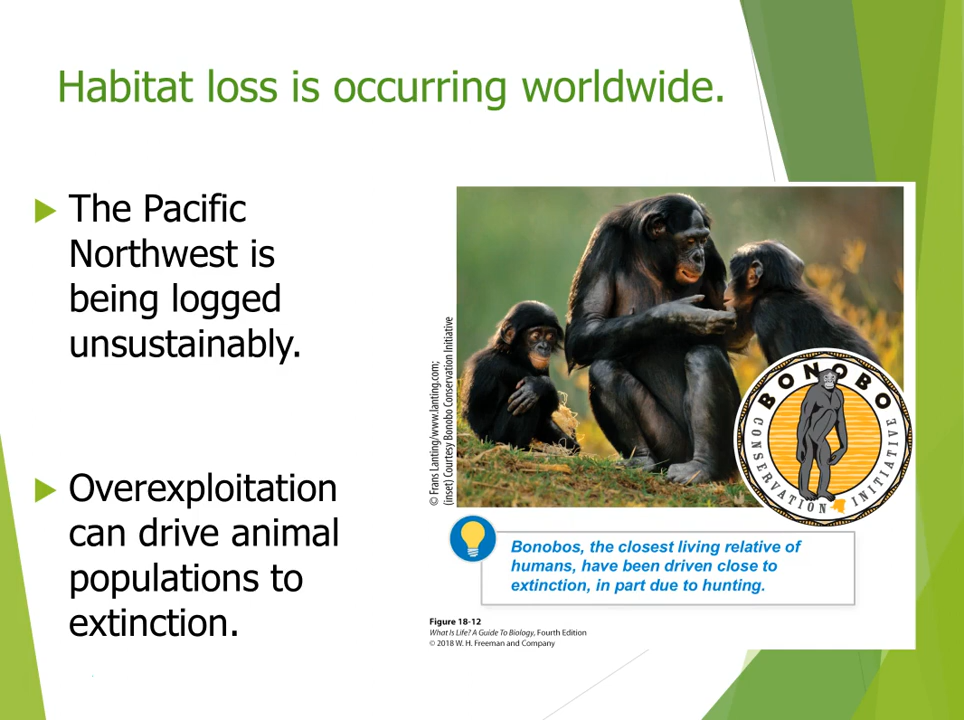 Habitat loss is occurring worldwide.
The Pacific
Northwest is
being logged
unsustainably.
Overexploitation
can drive animal
populations to
extinction.
© Frans Lanting/www.lanting.com;
(inset) Courtesy Bonobo Conservation Initiative
BONOBO
CONSERVATION INITIATIVE
Bonobos, the closest living relative of
humans, have been driven close to
extinction, in part due to hunting.
Figure 18-12
What Is Life? A Guide To Biology, Fourth Edition
© 2018 W. H. Freeman and Company